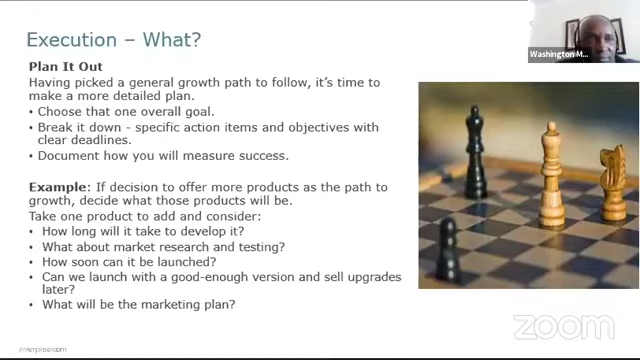 Execution – What?
Washington M...
Plan It Out
Having picked a general growth path to follow, it's time to
make a more detailed plan.
• Choose that one overall goal.
• Break it down - specific action items and objectives with
clear deadlines.
• Document how you will measure success.
Example: If decision to offer more products as the path to
growth, decide what those products will be.
Take one product to add and consider:
• How long will it take to develop it?
• What about market research and testing?
• How soon can it be launched?
• Can we launch with a good-enough version and sell upgrades
later?
• What will be the marketing plan?
zoom